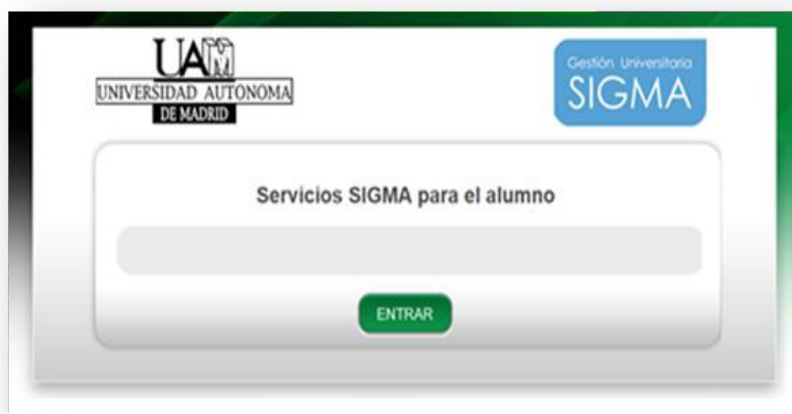 UAM
UNIVERSIDAD AUTONOMA
DE MADRID
Gestión Universitaria
SIGMA
Servicios SIGMA para el alumno
ENTRAR